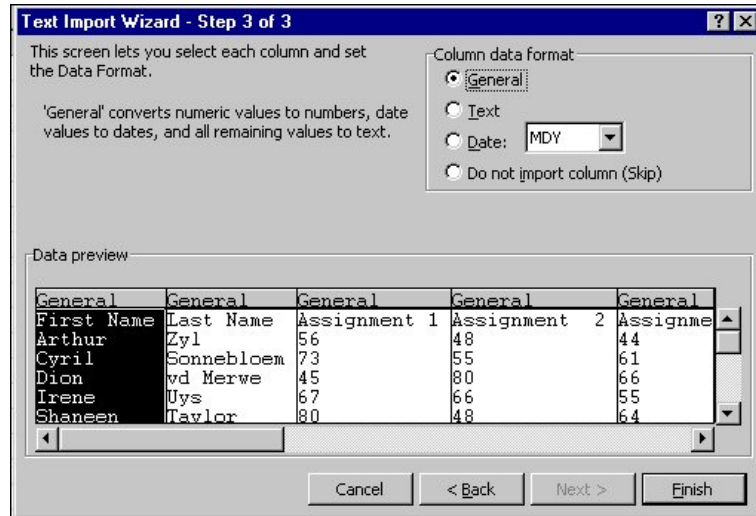 Text Import Wizard - Step 3 of 3
This screen lets you select each column and set
the Data Format.
'General' converts numeric values to numbers, date
values to dates, and all remaining values to text.
Column data format
General
Text
Date: MDY
Do not import column (Skip)
Data preview
General General General General General
First Name Last Name Assignment 1 Assignment 2 Assignme
Arthur Zyl 56 48 44
Cyril Sonnebloem 73 55 61
Dion vd Merwe 45 80 66
Irene Uys 67 66 55
Shaneen Taylor 80 48 64
Cancel < Back Next > Finish